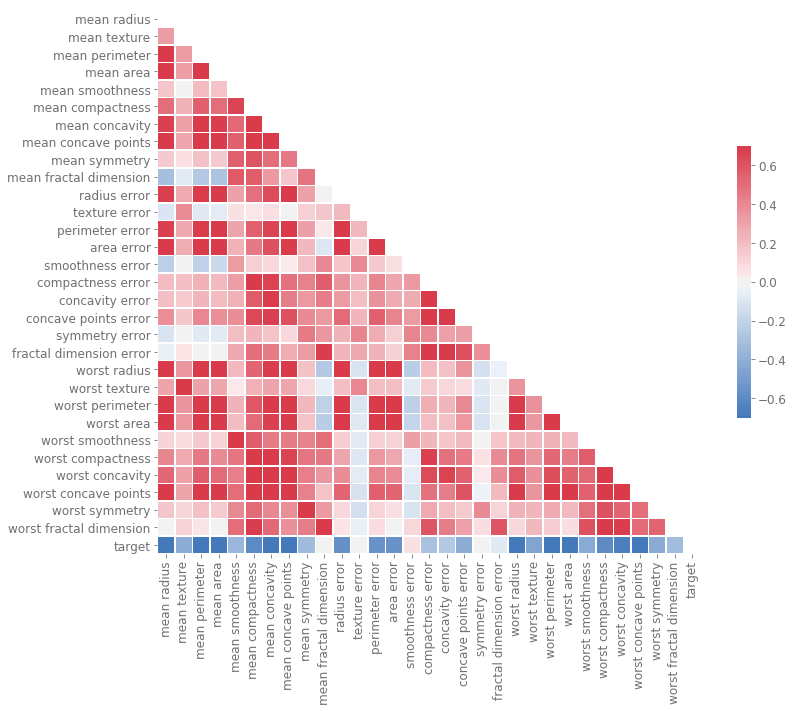 mean radius
mean texture
mean perimeter
mean area
mean smoothness
mean compactness
mean concavity
mean concave points
mean symmetry
mean fractal dimension
radius error
texture error
perimeter error
area error
smoothness error
compactness error
concavity error
concave points error
symmetry error
fractal dimension error
worst radius
worst texture
worst perimeter
worst area
worst smoothness
worst compactness
worst concavity
worst concave points
worst symmetry
worst fractal dimension
target
mean radius
mean texture
mean perimeter
mean area
mean smoothness
mean compactness
mean concavity
mean concave points
mean symmetry
mean fractal dimension
radius error
texture error
perimeter error
area error
smoothness error
compactness error
concavity error
concave points error
symmetry error
fractal dimension error
worst radius
worst texture
worst perimeter
worst area
worst smoothness
worst compactness
worst concavity
worst concave points
worst symmetry
worst fractal dimension
target
0.6
0.4
0.2
0.0
−0.2
−0.4
−0.6